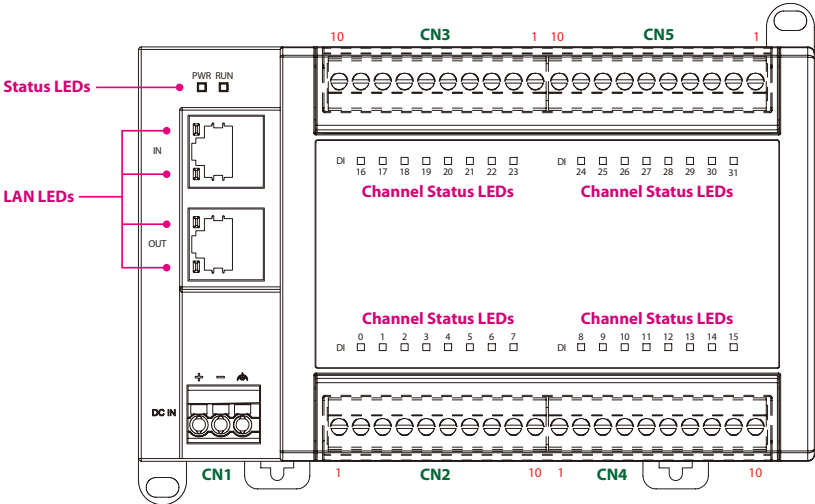 10 CN3 1 10 CN5 1
PWR RUN
Status LEDs
IN
DI
16 17 18 19 20 21 22 23
DI
24 25 26 27 28 29 30 31
Channel Status LEDs
Channel Status LEDs
LAN LEDs
OUT
Channel Status LEDs
Channel Status LEDs
0 1 2 3 4 5 6 7
DI
8 9 10 11 12 13 14 15
DI
+ −
DC IN
CN1
1 CN2 10 1 CN4 10